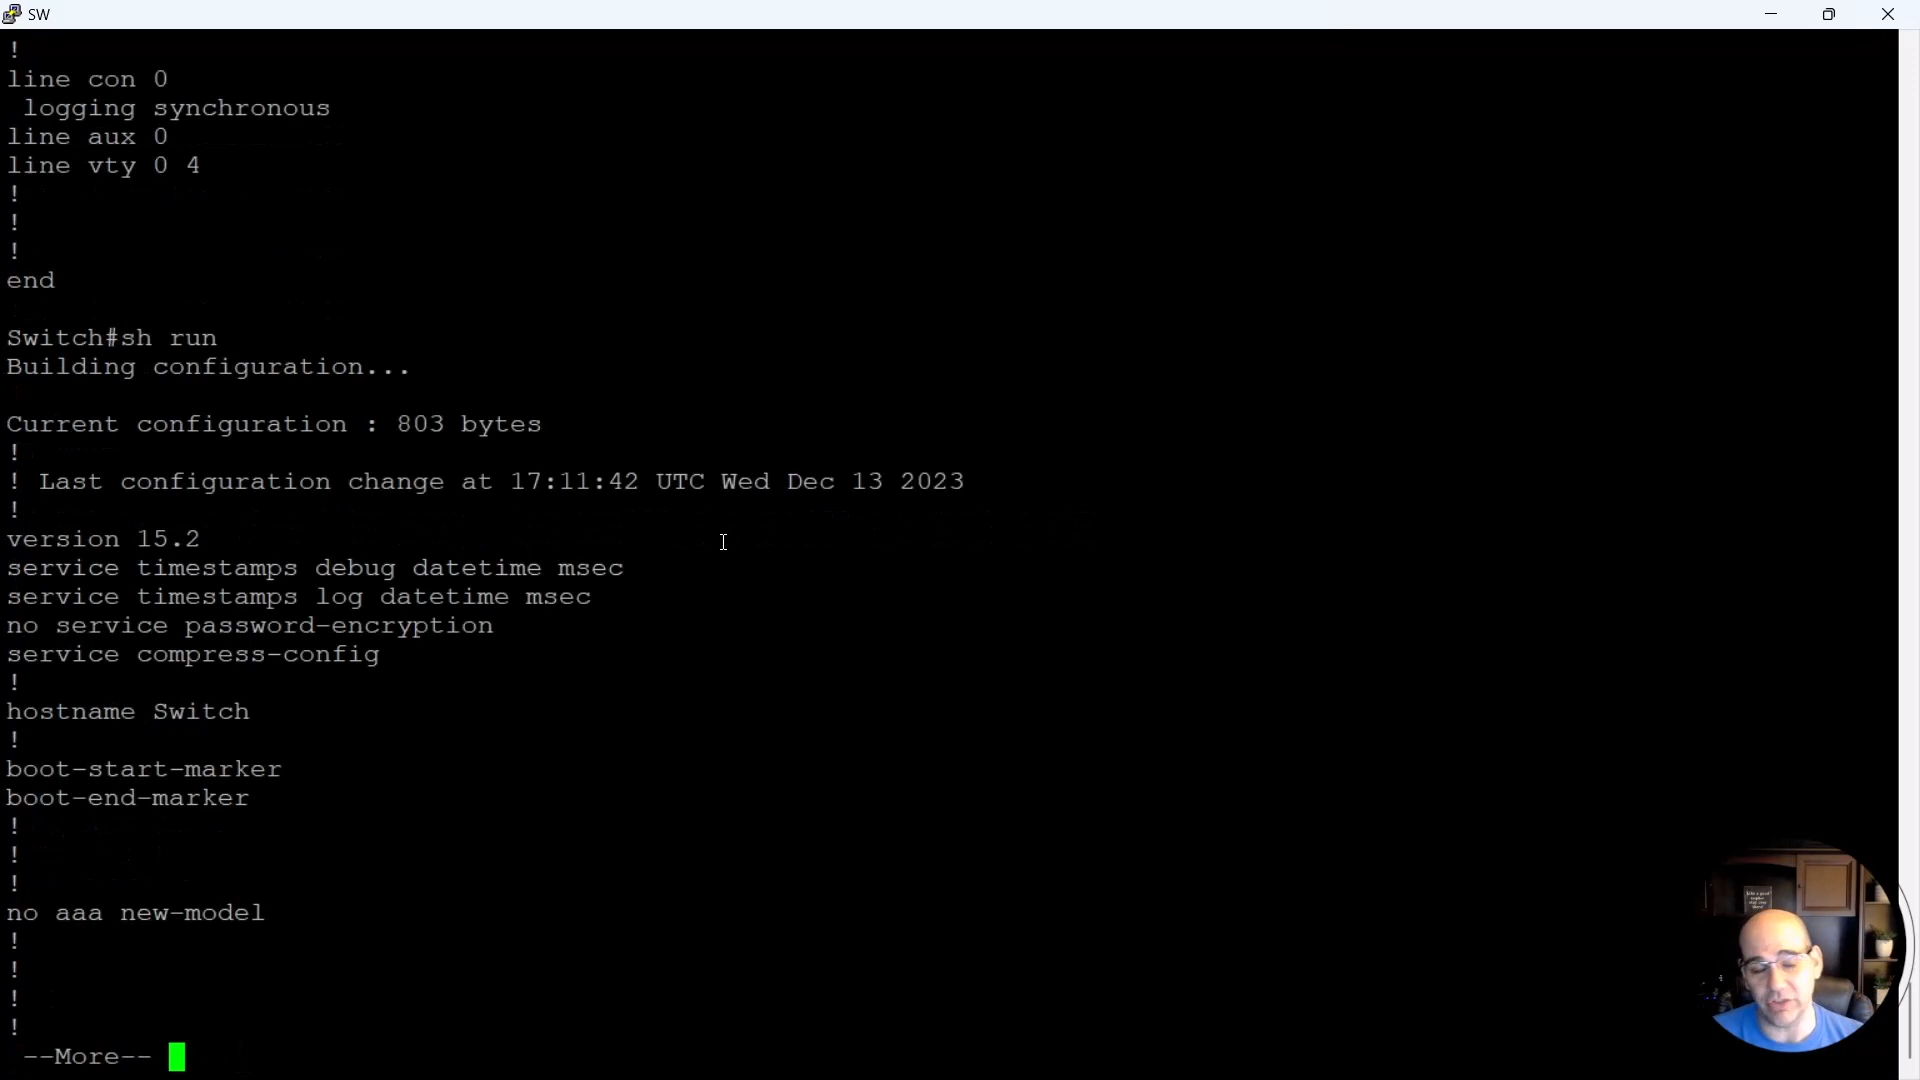 SW
!
line con 0
 logging synchronous
line aux 0
line vty 0 4
!
!
!
end
Switch#sh run
Building configuration...
Current configuration : 803 bytes
!
! Last configuration change at 17:11:42 UTC Wed Dec 13 2023
!
version 15.2
service timestamps debug datetime msec
service timestamps log datetime msec
no service password-encryption
service compress-config
!
hostname Switch
!
boot-start-marker
boot-end-marker
!
!
!
no aaa new-model
!
!
!
!
 --More--